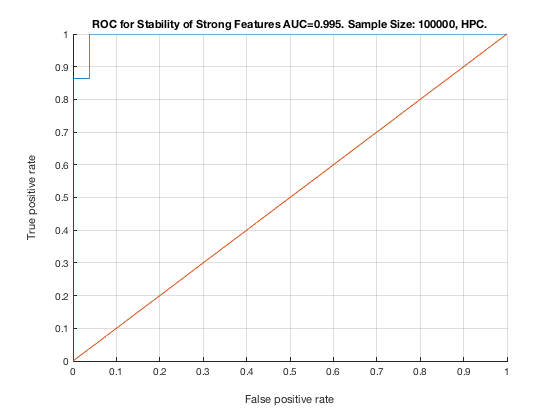 ROC for Stability of Strong Features AUC=0.995. Sample Size: 100000, HPC.
1
0.9
0.8
0.7
0.6
0.5
0.4
0.3
0.2
0.1
0
True positive rate
0 0.1 0.2 0.3 0.4 0.5 0.6 0.7 0.8 0.9 1
False positive rate